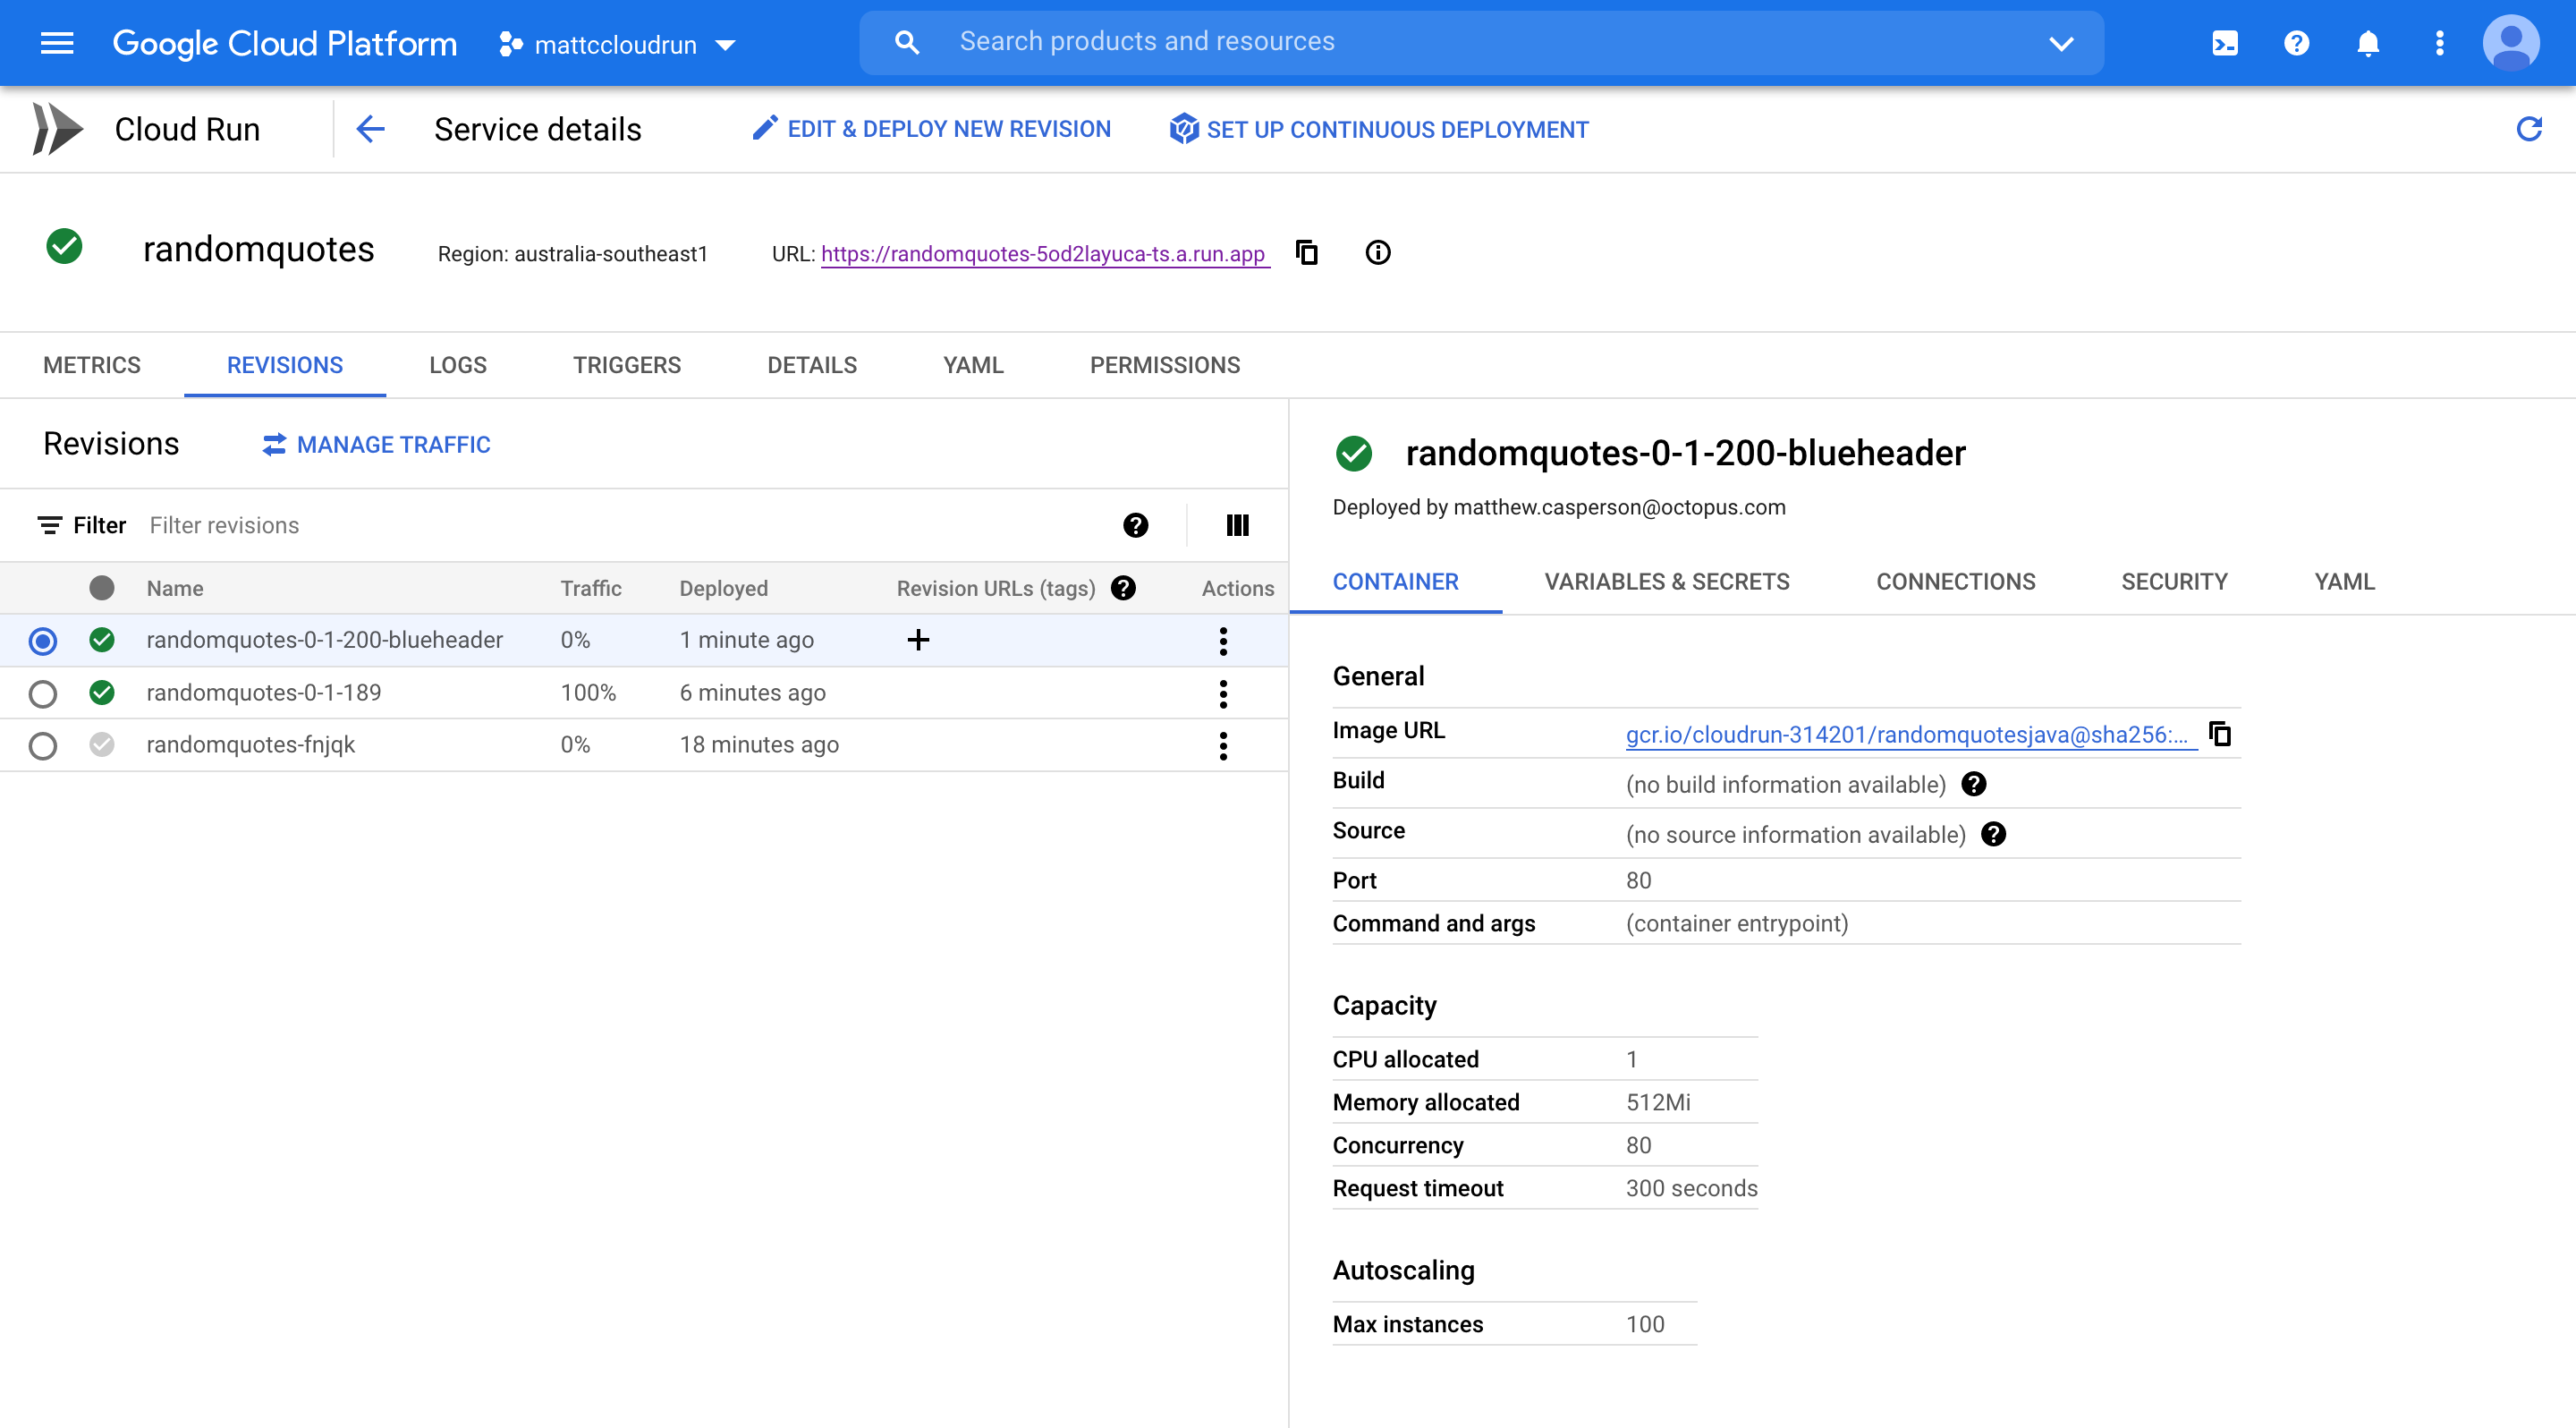 Google Cloud Platform mattccloudrun Search products and resources
Cloud Run Service details EDIT & DEPLOY NEW REVISION SET UP CONTINUOUS DEPLOYMENT
randomquotes Region: australia-southeast1 URL: https://randomquotes-5od2layuca-ts.a.run.app
METRICS REVISIONS LOGS TRIGGERS DETAILS YAML PERMISSIONS
Revisions MANAGE TRAFFIC
Filter Filter revisions
Name Traffic Deployed Revision URLs (tags) Actions
randomquotes-0-1-200-blueheader 0% 1 minute ago
randomquotes-0-1-189 100% 6 minutes ago
randomquotes-fnjqk 0% 18 minutes ago
randomquotes-0-1-200-blueheader
Deployed by matthew.casperson@octopus.com
CONTAINER VARIABLES & SECRETS CONNECTIONS SECURITY YAML
General
Image URL gcr.io/cloudrun-314201/randomquotesjava@sha256:...
Build (no build information available)
Source (no source information available)
Port 80
Command and args (container entrypoint)
Capacity
CPU allocated 1
Memory allocated 512Mi
Concurrency 80
Request timeout 300 seconds
Autoscaling
Max instances 100